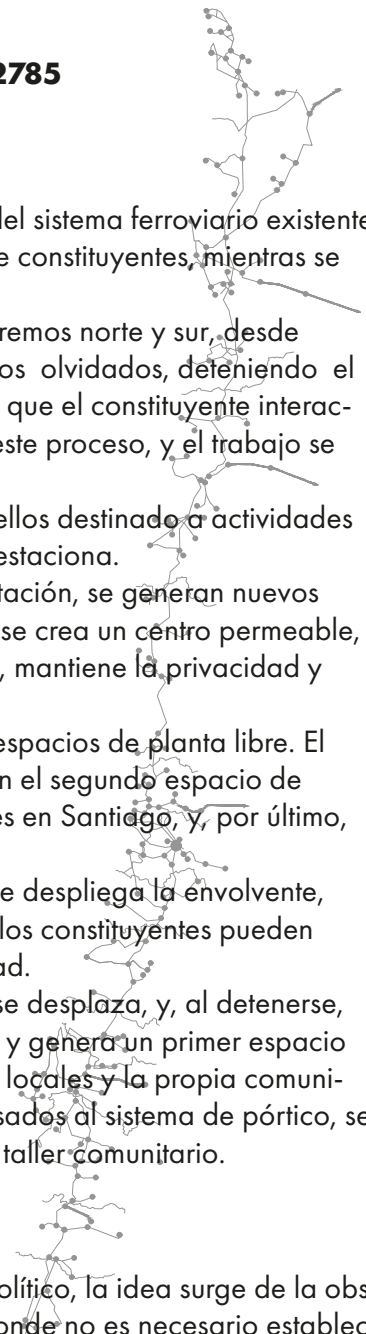 2785
del sistema ferroviario existente
e constituyentes, mientras se
remos norte y sur, desde
os olvidados, deteniendo el
que el constituyente interac-
este proceso, y el trabajo se
ellos destinado a actividades
estaciona.
tación, se generan nuevos
se crea un centro permeable,
, mantiene la privacidad y
espacios de planta libre. El
n el segundo espacio de
es en Santiago, y, por último,
e despliega la envolvente,
los constituyentes pueden
ad.
se desplaza, y, al detenerse,
y genera un primer espacio
locales y la propia comuni-
sados al sistema de pórtico, se
taller comunitario.
olítico, la idea surge de la obs
onde no es necesario establec